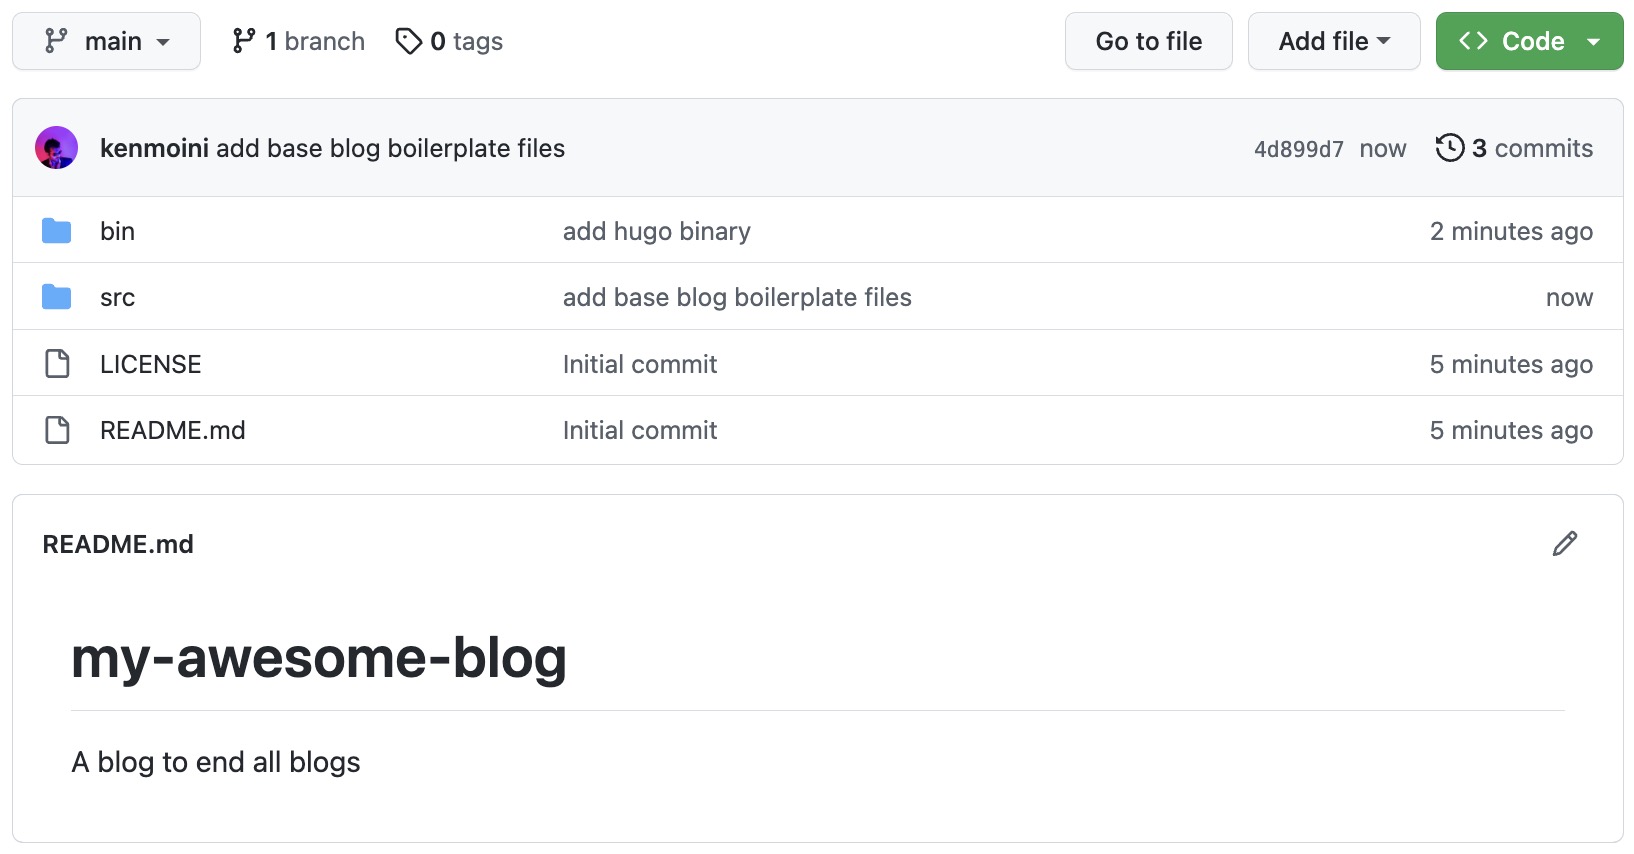 main 1 branch 0 tags Go to file Add file Code
kenmoini add base blog boilerplate files 4d899d7 now 3 commits
bin add hugo binary 2 minutes ago
src add base blog boilerplate files now
LICENSE Initial commit 5 minutes ago
README.md Initial commit 5 minutes ago
README.md
my-awesome-blog
A blog to end all blogs